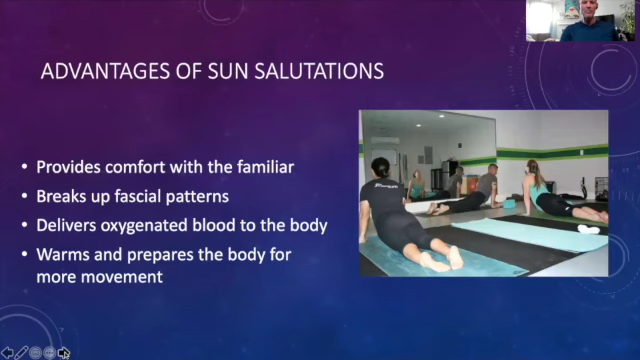 ADVANTAGES OF SUN SALUTATIONS
• Provides comfort with the familiar
• Breaks up fascial patterns
• Delivers oxygenated blood to the body
• Warms and prepares the body for
more movement